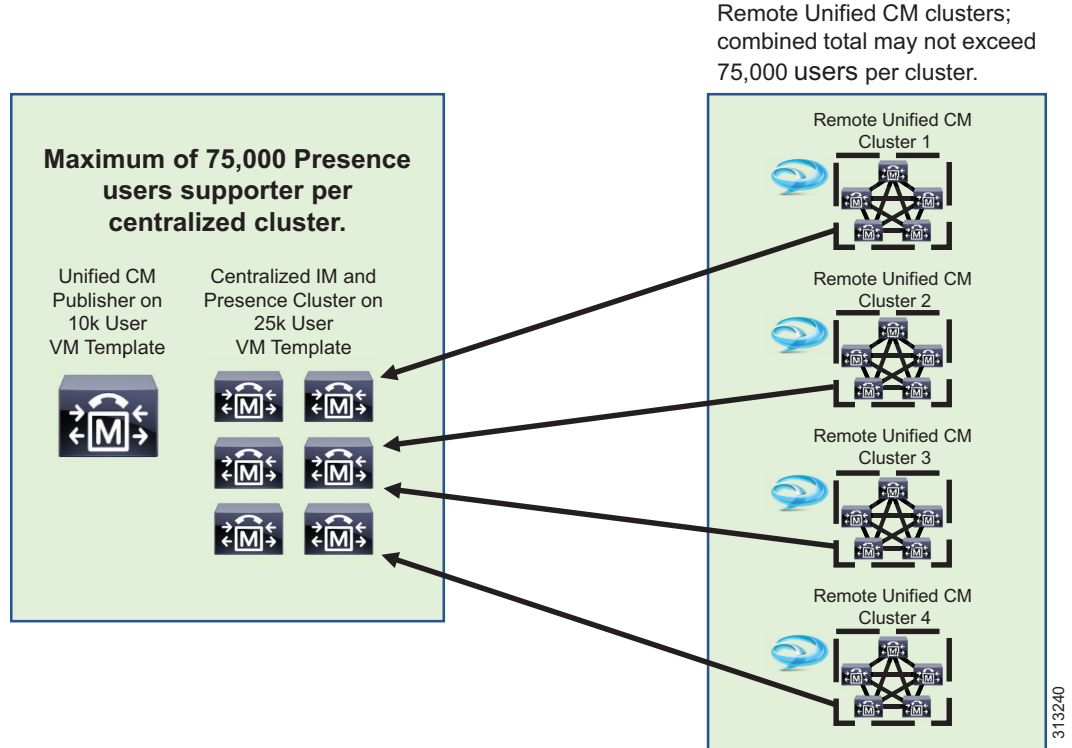 Remote Unified CM clusters;
combined total may not exceed
75,000 users per cluster.
Maximum of 75,000 Presence
users supporter per
centralized cluster.
Unified CM
Publisher on
10k User
VM Template
Centralized IM and
Presence Cluster on
25k User
VM Template
M
M
M
M
M
M
M
Remote Unified CM
Cluster 1
M
M
M
M
M
Remote Unified CM
Cluster 2
M
M
M
M
M
Remote Unified CM
Cluster 3
M
M
M
M
M
Remote Unified CM
Cluster 4
M
M
M
M
M
313240